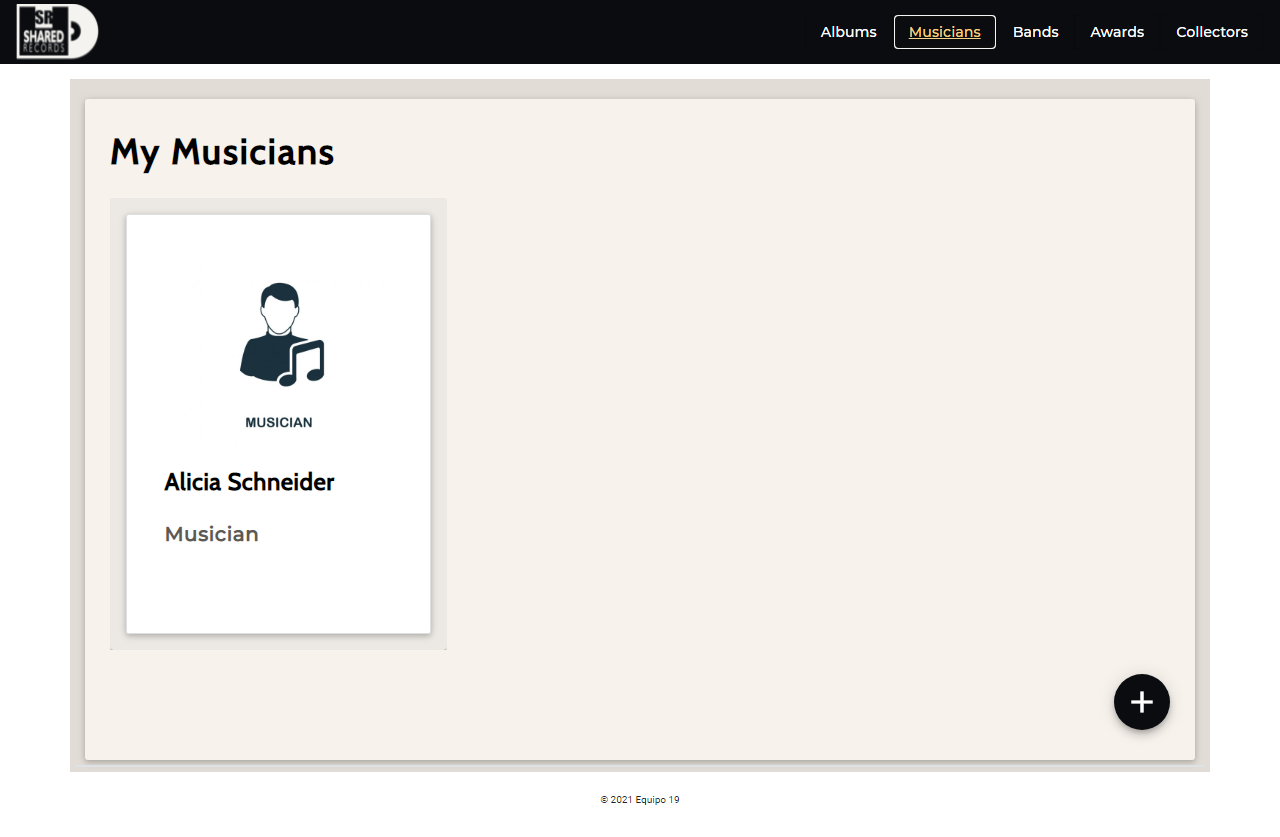 SR
SHARED
RECORDS
Albums
Musicians
Bands
Awards
Collectors
My Musicians
MUSICIAN
Alicia Schneider
Musician
© 2021 Equipo 19